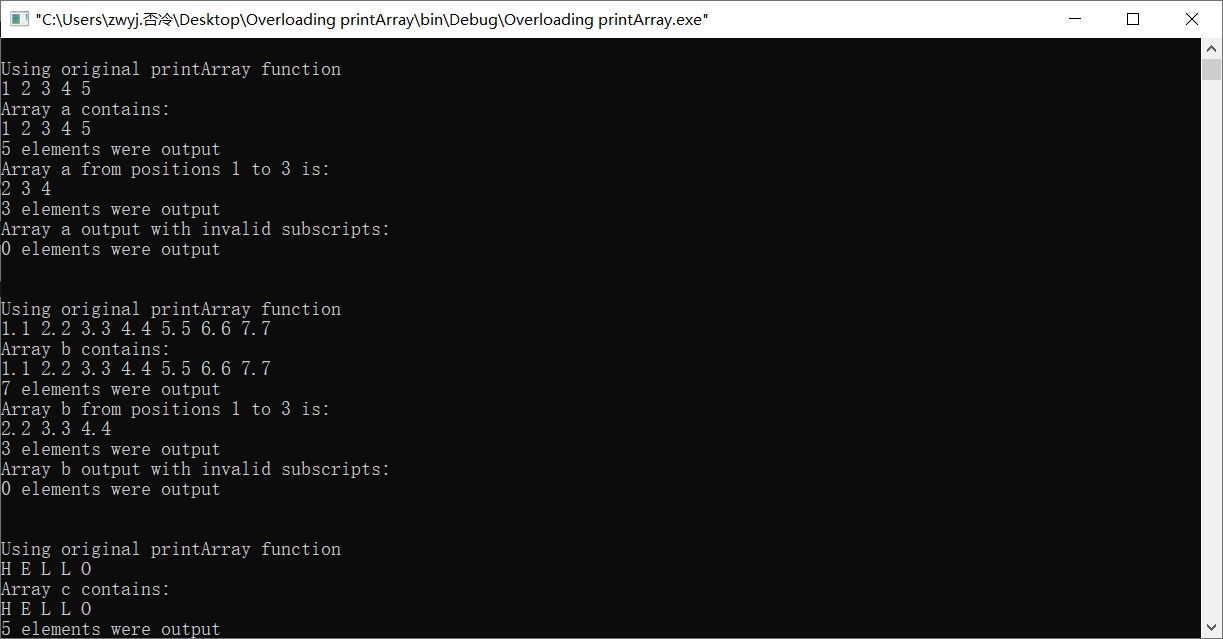 "C:\Users\zwyj.否冷\Desktop\Overloading printArray\bin\Debug\Overloading printArray.exe"
Using original printArray function
1 2 3 4 5
Array a contains:
1 2 3 4 5
5 elements were output
Array a from positions 1 to 3 is:
2 3 4
3 elements were output
Array a output with invalid subscripts:
0 elements were output
Using original printArray function
1.1 2.2 3.3 4.4 5.5 6.6 7.7
Array b contains:
1.1 2.2 3.3 4.4 5.5 6.6 7.7
7 elements were output
Array b from positions 1 to 3 is:
2.2 3.3 4.4
3 elements were output
Array b output with invalid subscripts:
0 elements were output
Using original printArray function
H E L L O
Array c contains:
H E L L O
5 elements were output